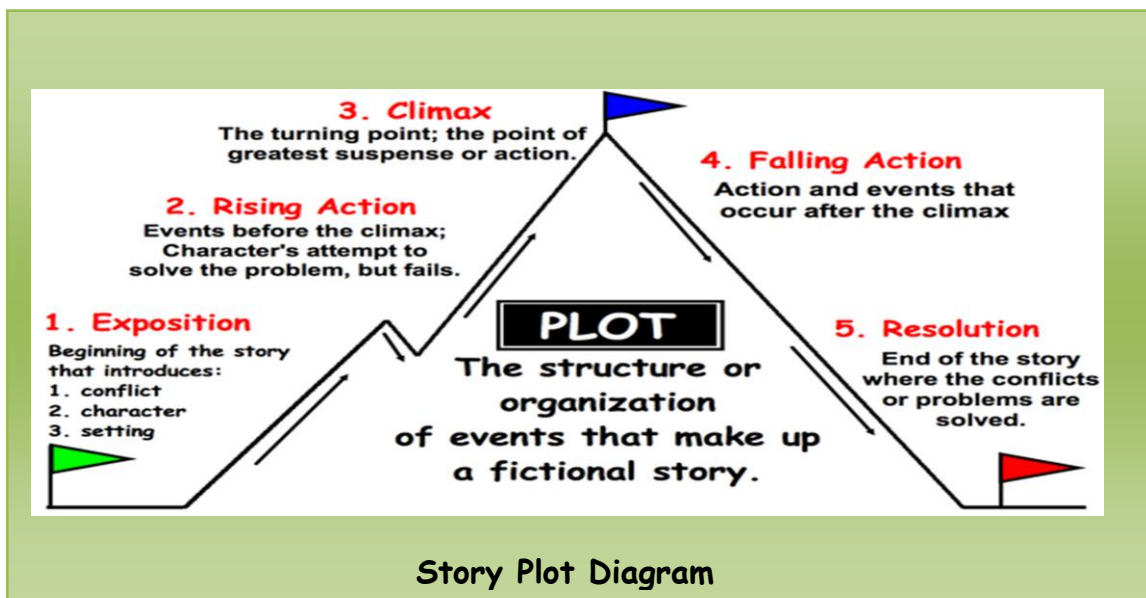 3. Climax
The turning point; the point of
greatest suspense or action.
4. Falling Action
Action and events that
occur after the climax
2. Rising Action
Events before the climax;
Character's attempt to
solve the problem, but fails.
1. Exposition
Beginning of the story
that introduces:
1. conflict
2. character
3. setting
PLOT
The structure or
organization
of events that make up
a fictional story.
5. Resolution
End of the story
where the conflicts
or problems are
solved.
Story Plot Diagram